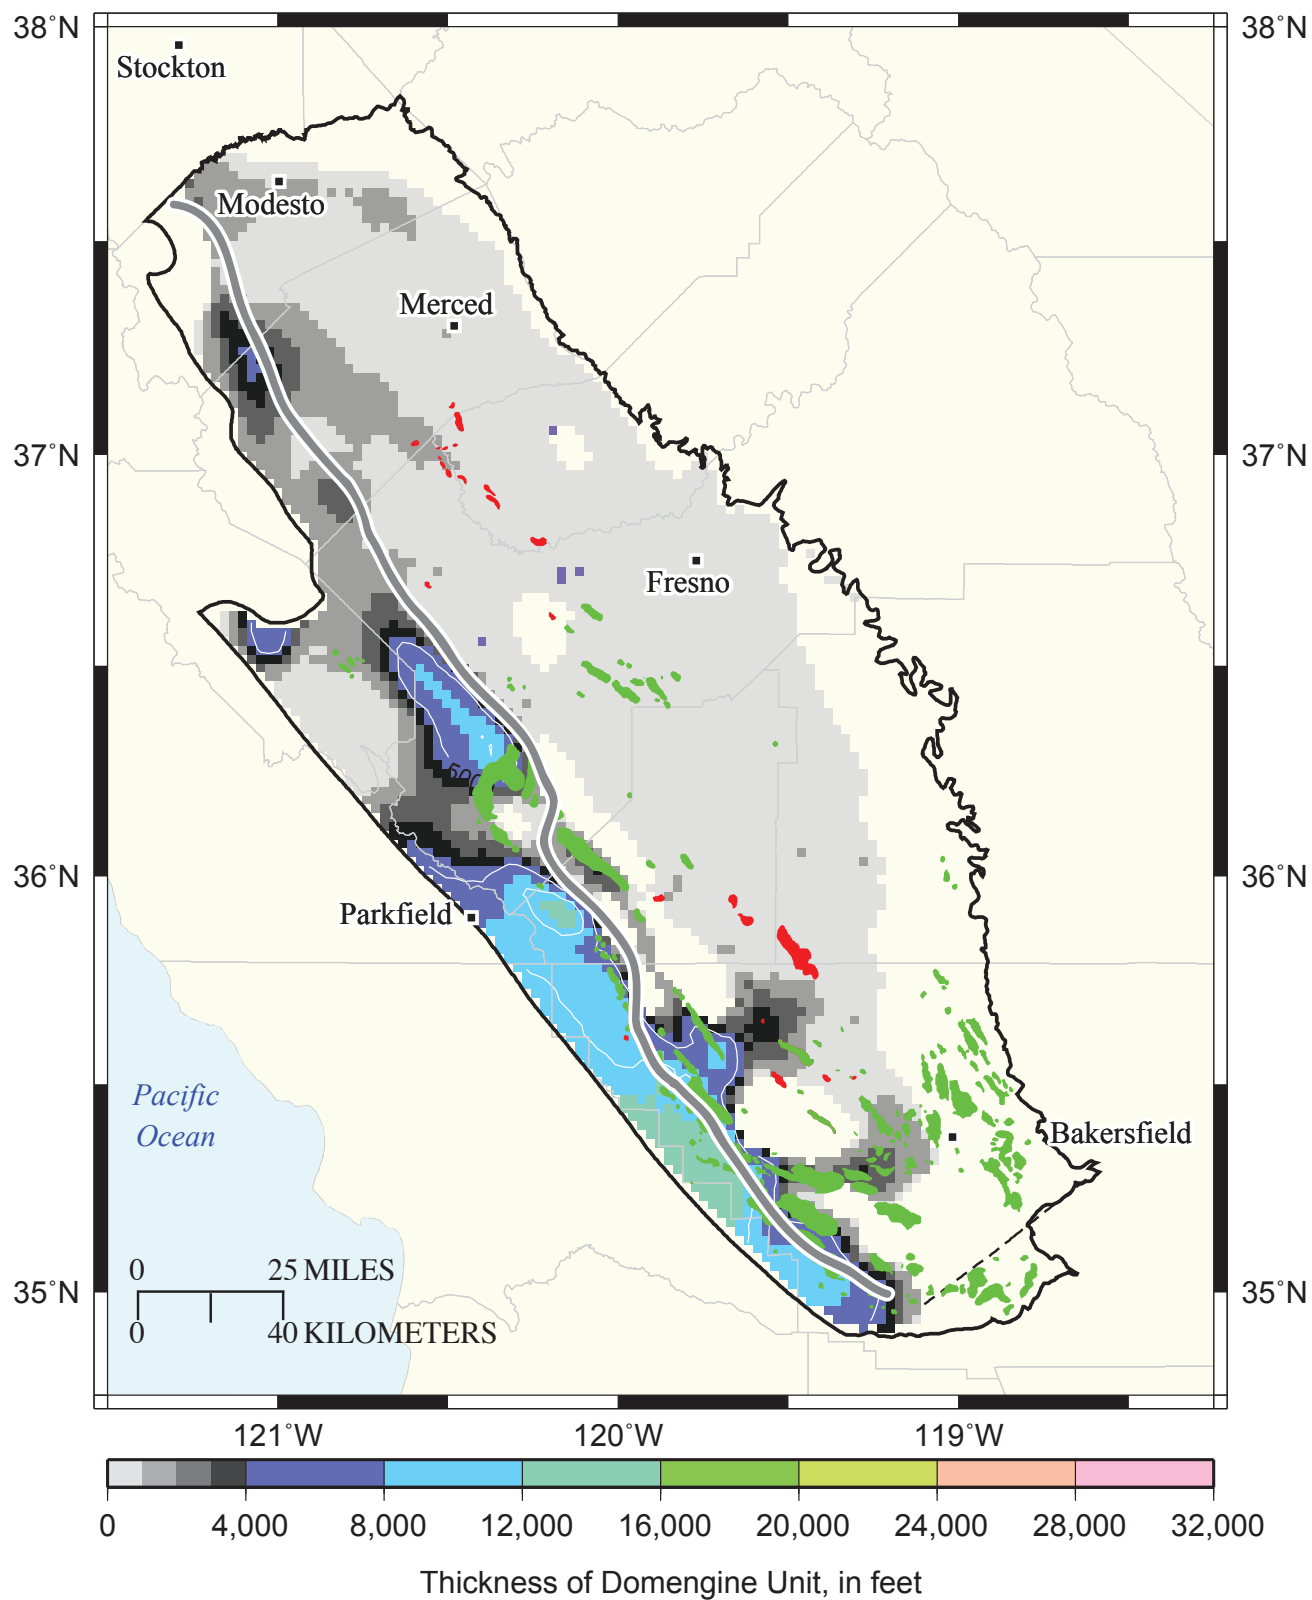 38˚N 38˚N
Stockton
Modesto
Merced
37˚N 37˚N
Fresno
500
36˚N 36˚N
Parkfield
Pacific
Ocean
Bakersfield
0 25 MILES
35˚N 35˚N
0 40 KILOMETERS
121˚W 120˚W 119˚W
0 4,000 8,000 12,000 16,000 20,000 24,000 28,000 32,000
Thickness of Domengine Unit, in feet